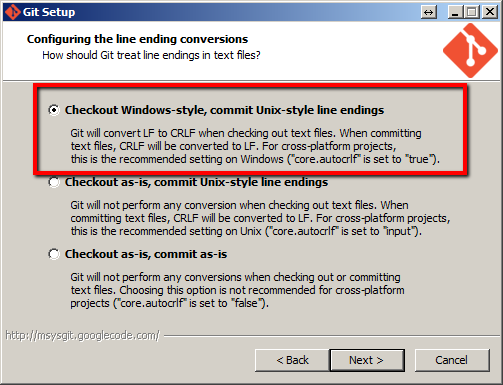 Git Setup
Configuring the line ending conversions
How should Git treat line endings in text files?
Checkout Windows-style, commit Unix-style line endings
Git will convert LF to CRLF when checking out text files. When committing
text files, CRLF will be converted to LF. For cross-platform projects,
this is the recommended setting on Windows ("core.autocrlf" is set to "true").
Checkout as-is, commit Unix-style line endings
Git will not perform any conversion when checking out text files. When
committing text files, CRLF will be converted to LF. For cross-platform projects,
this is the recommended setting on Unix ("core.autocrlf" is set to "input").
Checkout as-is, commit as-is
Git will not perform any conversions when checking out or committing
text files. Choosing this option is not recommended for cross-platform
projects ("core.autocrlf" is set to "false").
http://msysgit.googlecode.com/
< Back
Next >
Cancel